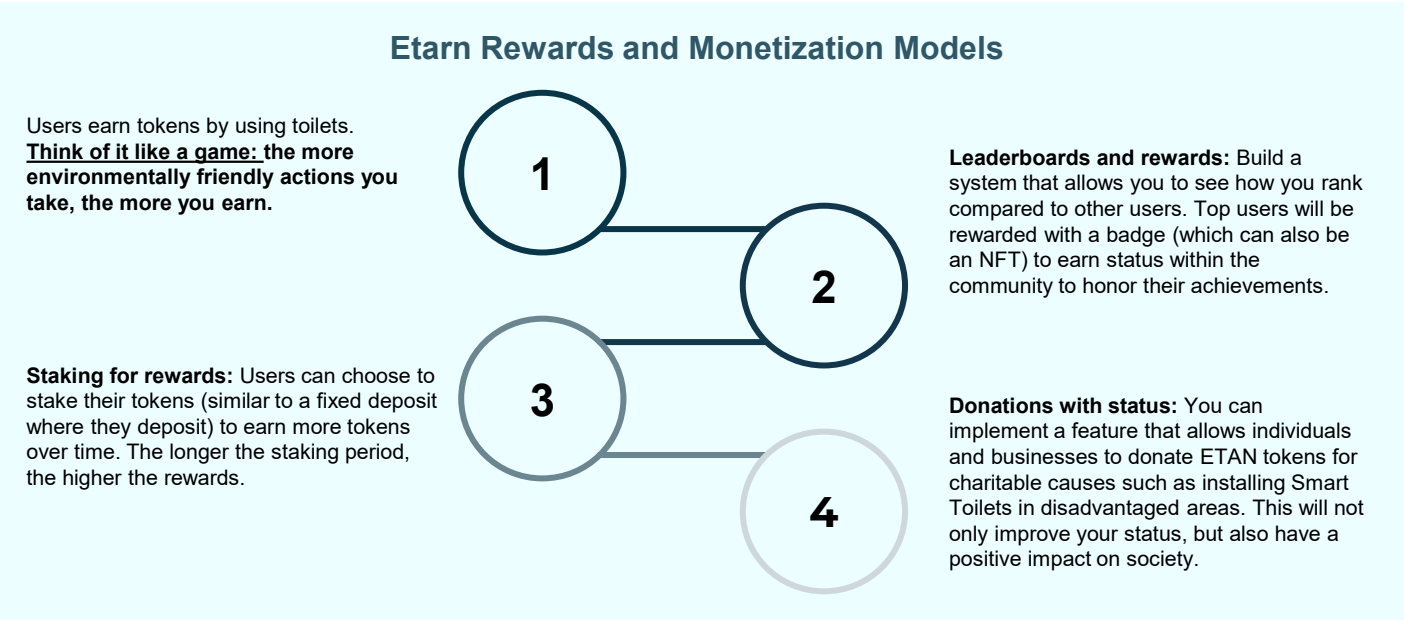 Etarn Rewards and Monetization Models
Users earn tokens by using toilets.
Think of it like a game: the more
environmentally friendly actions you
take, the more you earn.
1
Leaderboards and rewards: Build a
system that allows you to see how you rank
compared to other users. Top users will be
rewarded with a badge (which can also be
an NFT) to earn status within the
community to honor their achievements.
2
Staking for rewards: Users can choose to
stake their tokens (similar to a fixed deposit
where they deposit) to earn more tokens
over time. The longer the staking period,
the higher the rewards.
3
Donations with status: You can
implement a feature that allows individuals
and businesses to donate ETAN tokens for
charitable causes such as installing Smart
Toilets in disadvantaged areas. This will not
only improve your status, but also have a
positive impact on society.
4